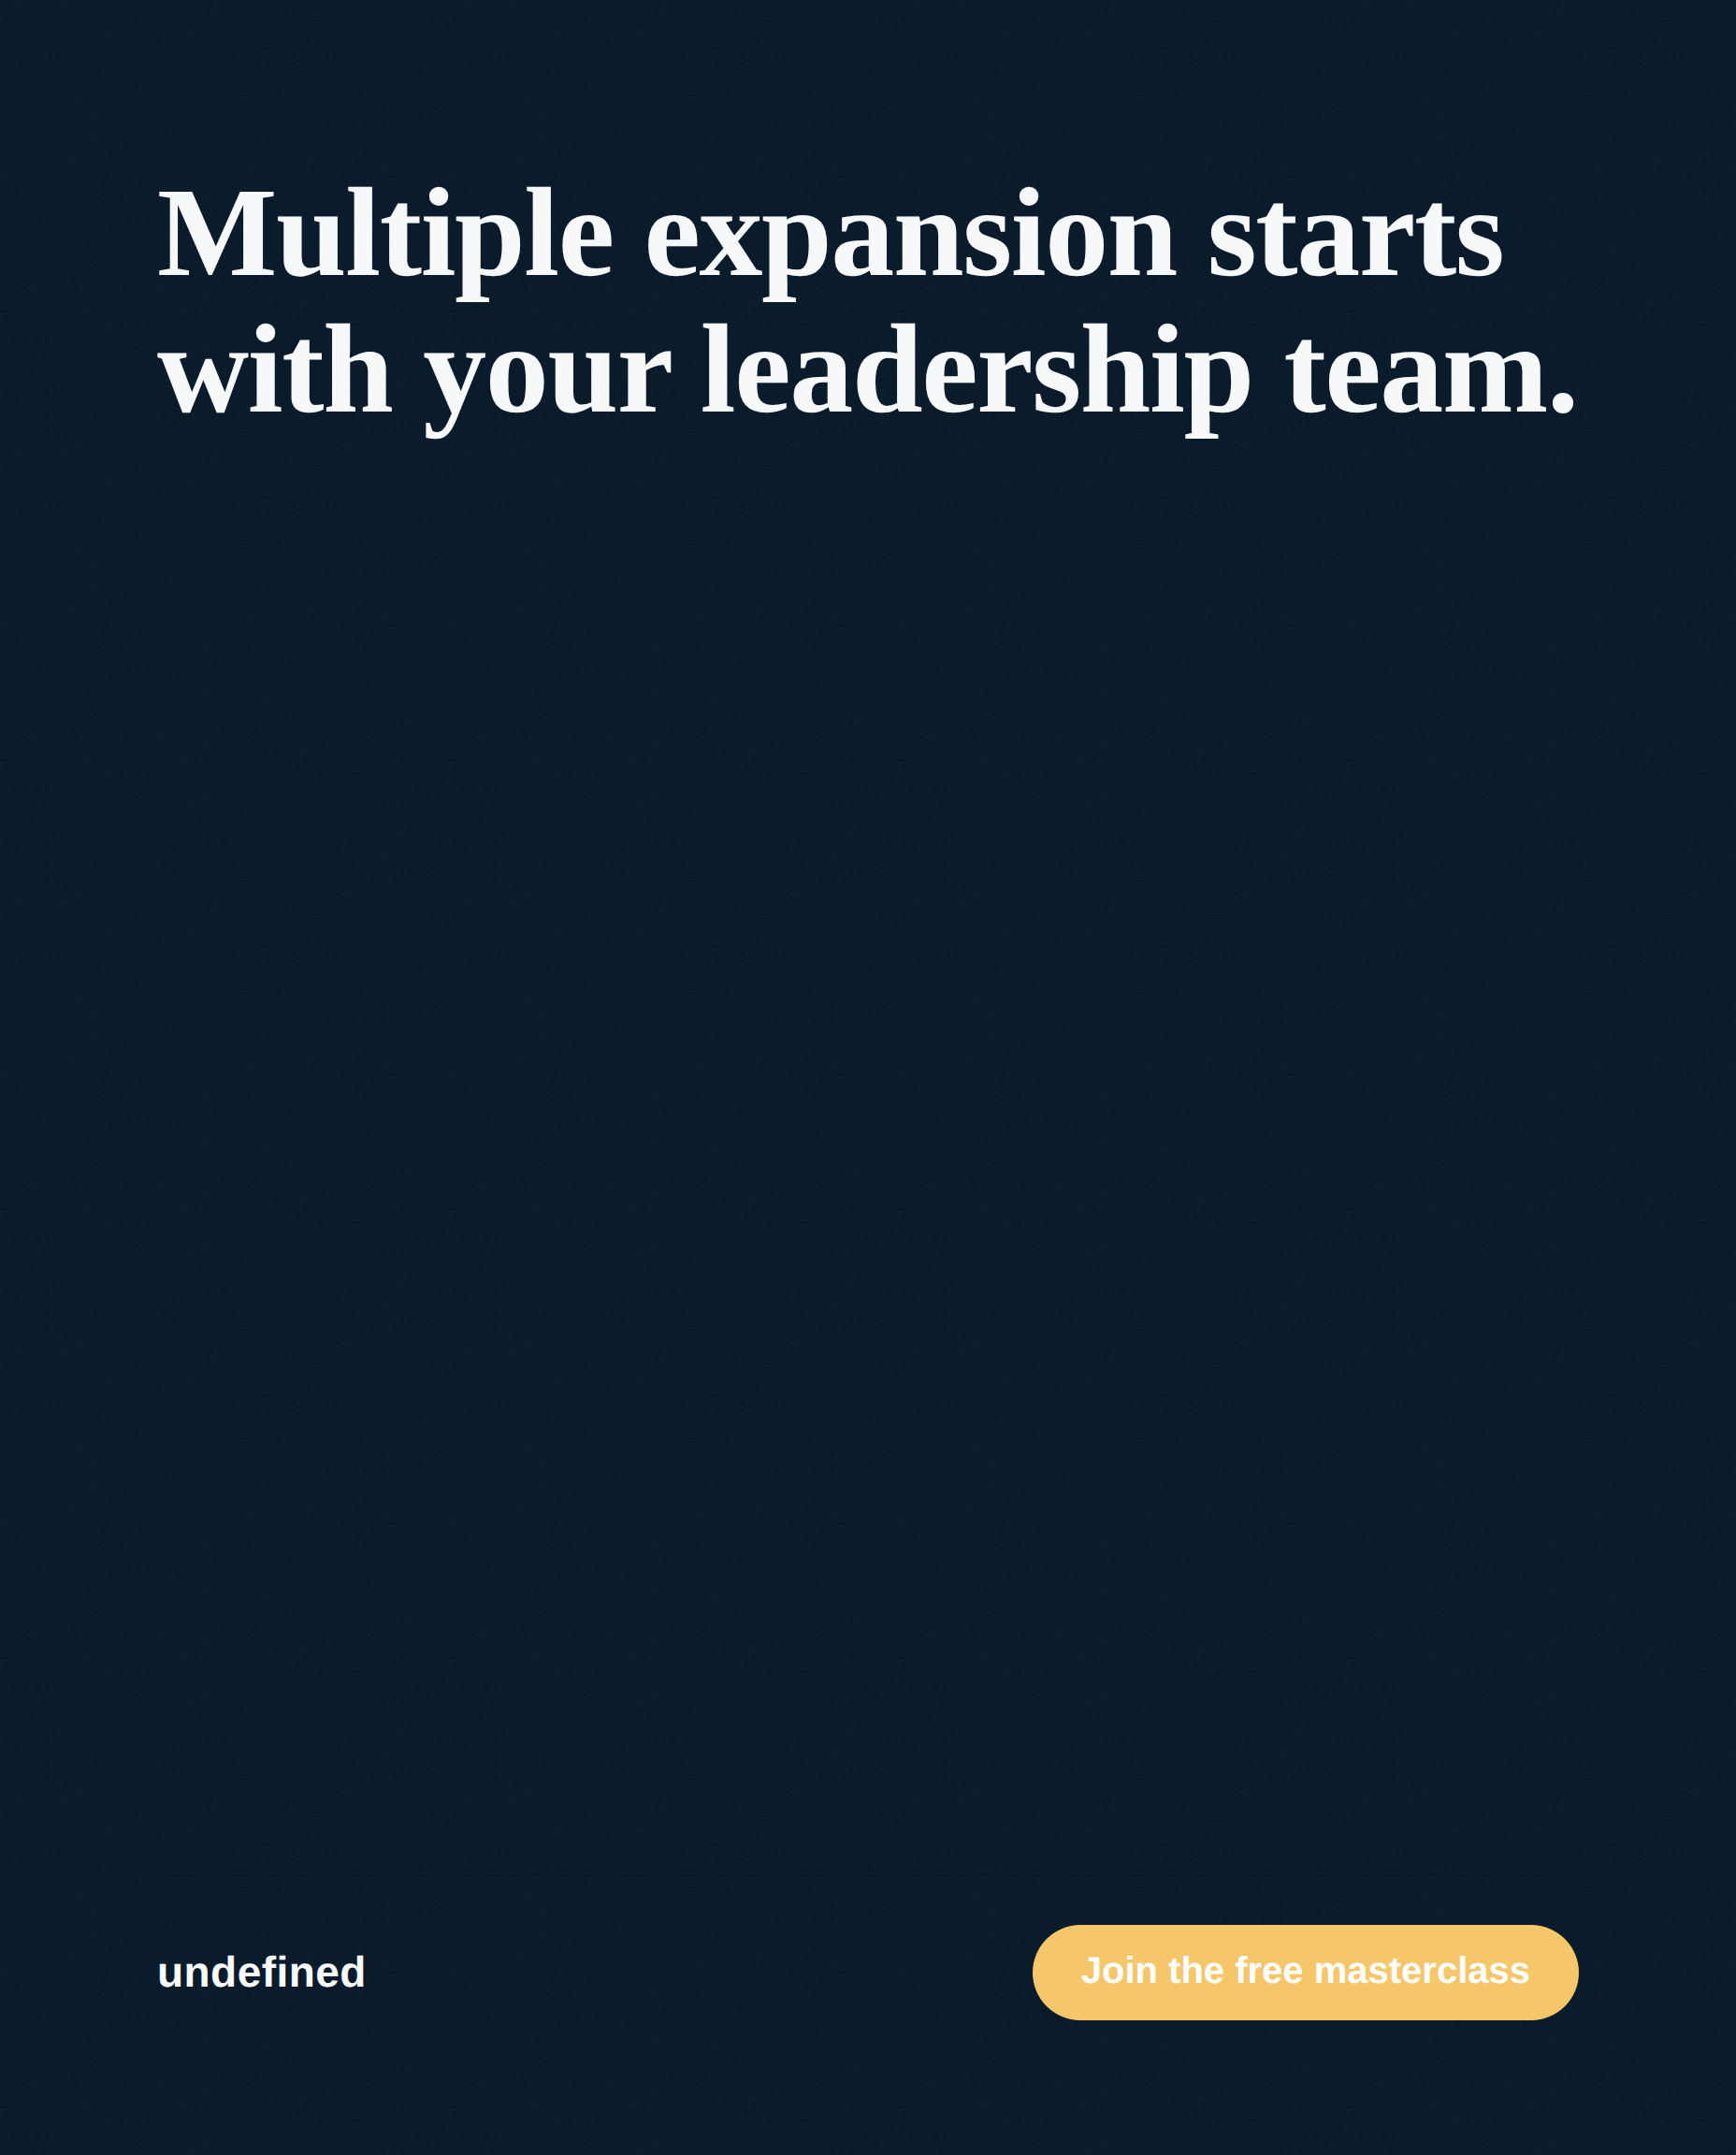 Multiple expansion starts
with your leadership team.
undefined
Join the free masterclass